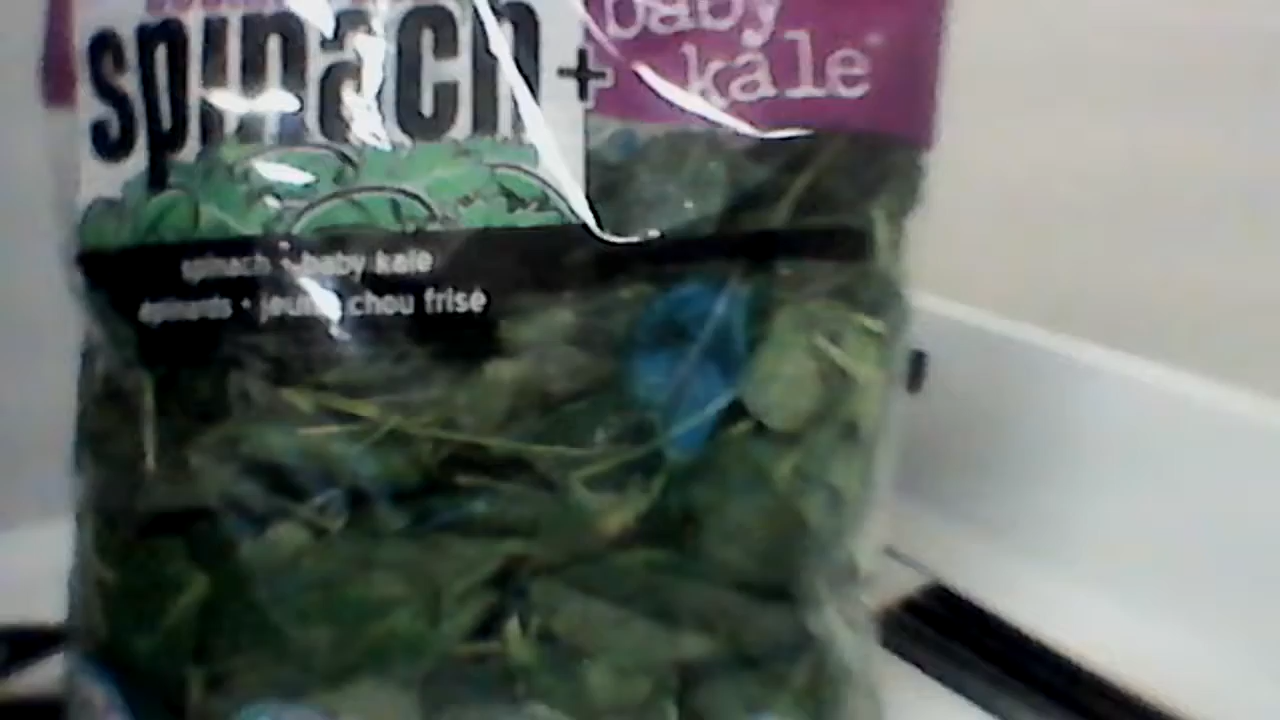 spinach +
baby
kale
spinach • baby kale
épinards • jeune chou frisé